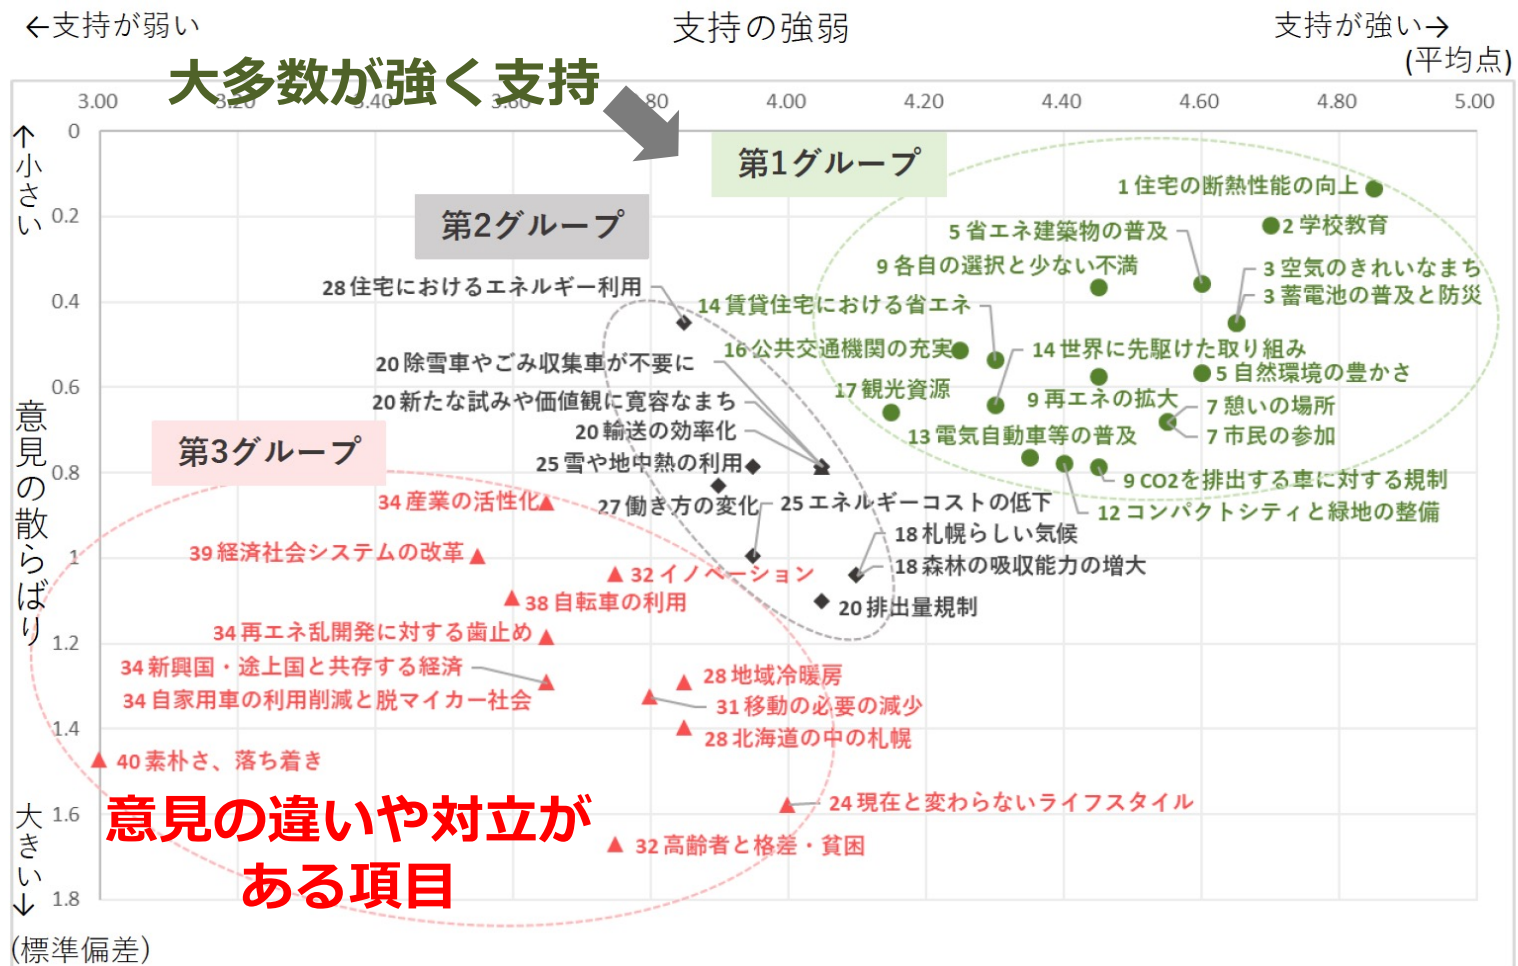 ←支持が弱い
支持の強弱
支持が強い→
(平均点)
大多数が強く支持
3.00 3.20 3.40 3.60 3.80 4.00 4.20 4.40 4.60 4.80 5.00
↑小さい
意見の散らばり
大きい↓
(標準偏差)
0
0.2
0.4
0.6
0.8
1
1.2
1.4
1.6
1.8
第1グループ
1 住宅の断熱性能の向上
2 学校教育
5 省エネ建築物の普及
9 各自の選択と少ない不満
3 空気のきれいなまち
3 蓄電池の普及と防災
14 賃貸住宅における省エネ
16 公共交通機関の充実
14 世界に先駆けた取り組み
5 自然環境の豊かさ
17 観光資源
9 再エネの拡大
7 憩いの場所
7 市民の参加
13 電気自動車等の普及
9 CO2を排出する車に対する規制
12 コンパクトシティと緑地の整備
第2グループ
28 住宅におけるエネルギー利用
20 除雪車やごみ収集車が不要に
20 新たな試みや価値観に寛容なまち
20 輸送の効率化
25 雪や地中熱の利用
27 働き方の変化
25 エネルギーコストの低下
18 札幌らしい気候
18 森林の吸収能力の増大
20 排出量規制
第3グループ
34 産業の活性化
39 経済社会システムの改革
32 イノベーション
38 自転車の利用
34 再エネ乱開発に対する歯止め
34 新興国・途上国と共存する経済
34 自家用車の利用削減と脱マイカー社会
28 地域冷暖房
31 移動の必要の減少
28 北海道の中の札幌
40 素朴さ、落ち着き
24 現在と変わらないライフスタイル
32 高齢者と格差・貧困
意見の違いや対立が
ある項目